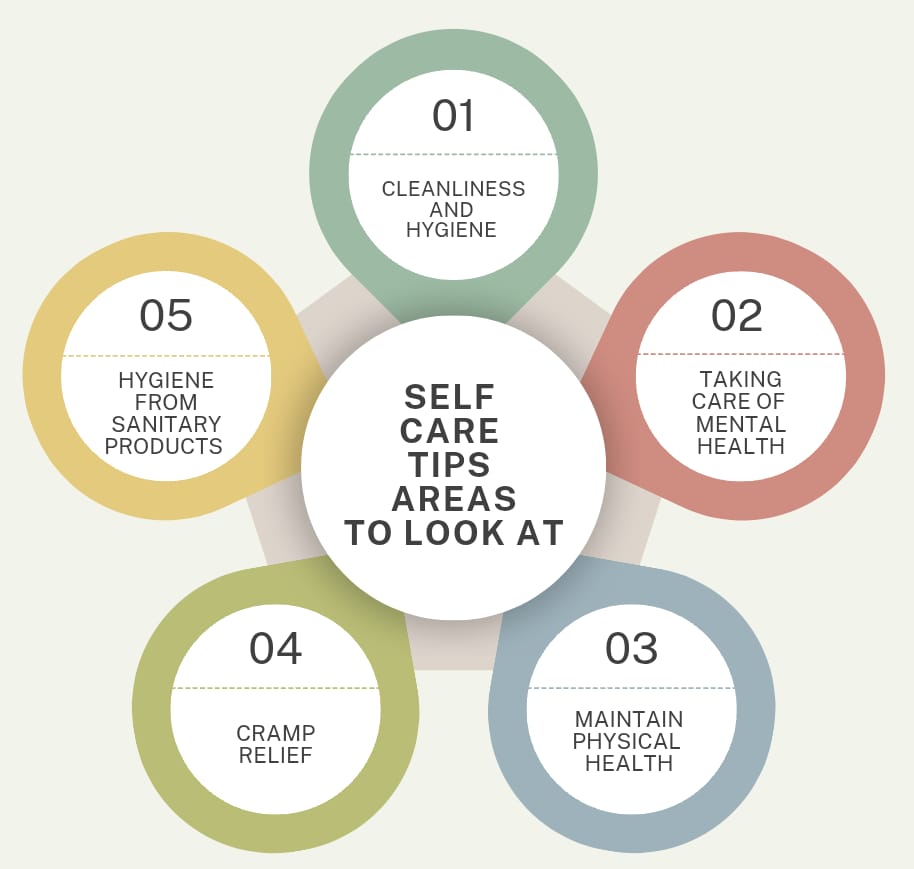 SELF
CARE
TIPS
AREAS
TO LOOK AT
01
CLEANLINESS
AND
HYGIENE
02
TAKING
CARE OF
MENTAL
HEALTH
03
MAINTAIN
PHYSICAL
HEALTH
04
CRAMP
RELIEF
05
HYGIENE
FROM
SANITARY
PRODUCTS